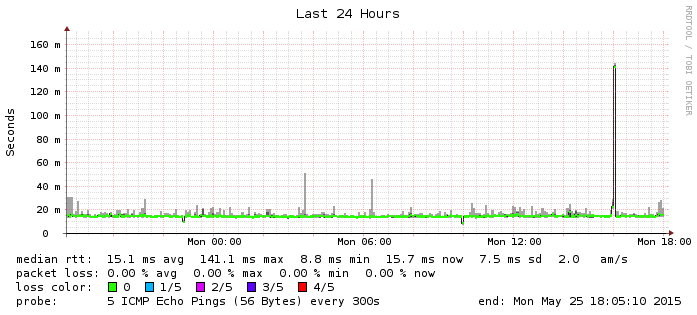 Last 24 Hours
RRDTOOL / TOBI OETIKER
Seconds
160 m
140 m
120 m
100 m
80 m
60 m
40 m
20 m
0
Mon 00:00 Mon 06:00 Mon 12:00 Mon 18:00
median rtt: 15.1 ms avg 141.1 ms max 8.8 ms min 15.7 ms now 7.5 ms sd 2.0 am/s
packet loss: 0.00 % avg 0.00 % max 0.00 % min 0.00 % now
loss color: 0 1/5 2/5 3/5 4/5
probe: 5 ICMP Echo Pings (56 Bytes) every 300s end: Mon May 25 18:05:10 2015